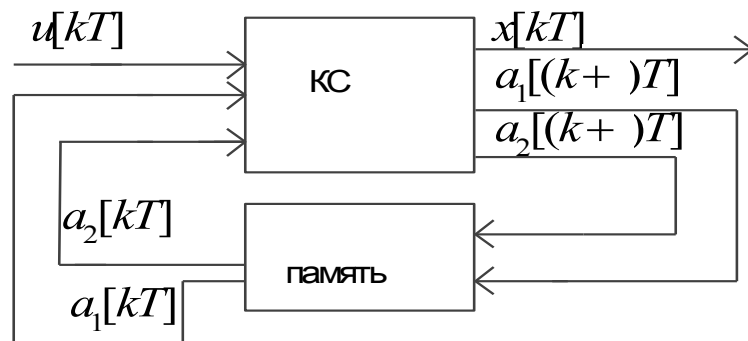 u[kT]
x[kT]
КС
a₁[(k+ )T]
a₂[(k+ )T]
a₂[kT]
память
a₁[kT]